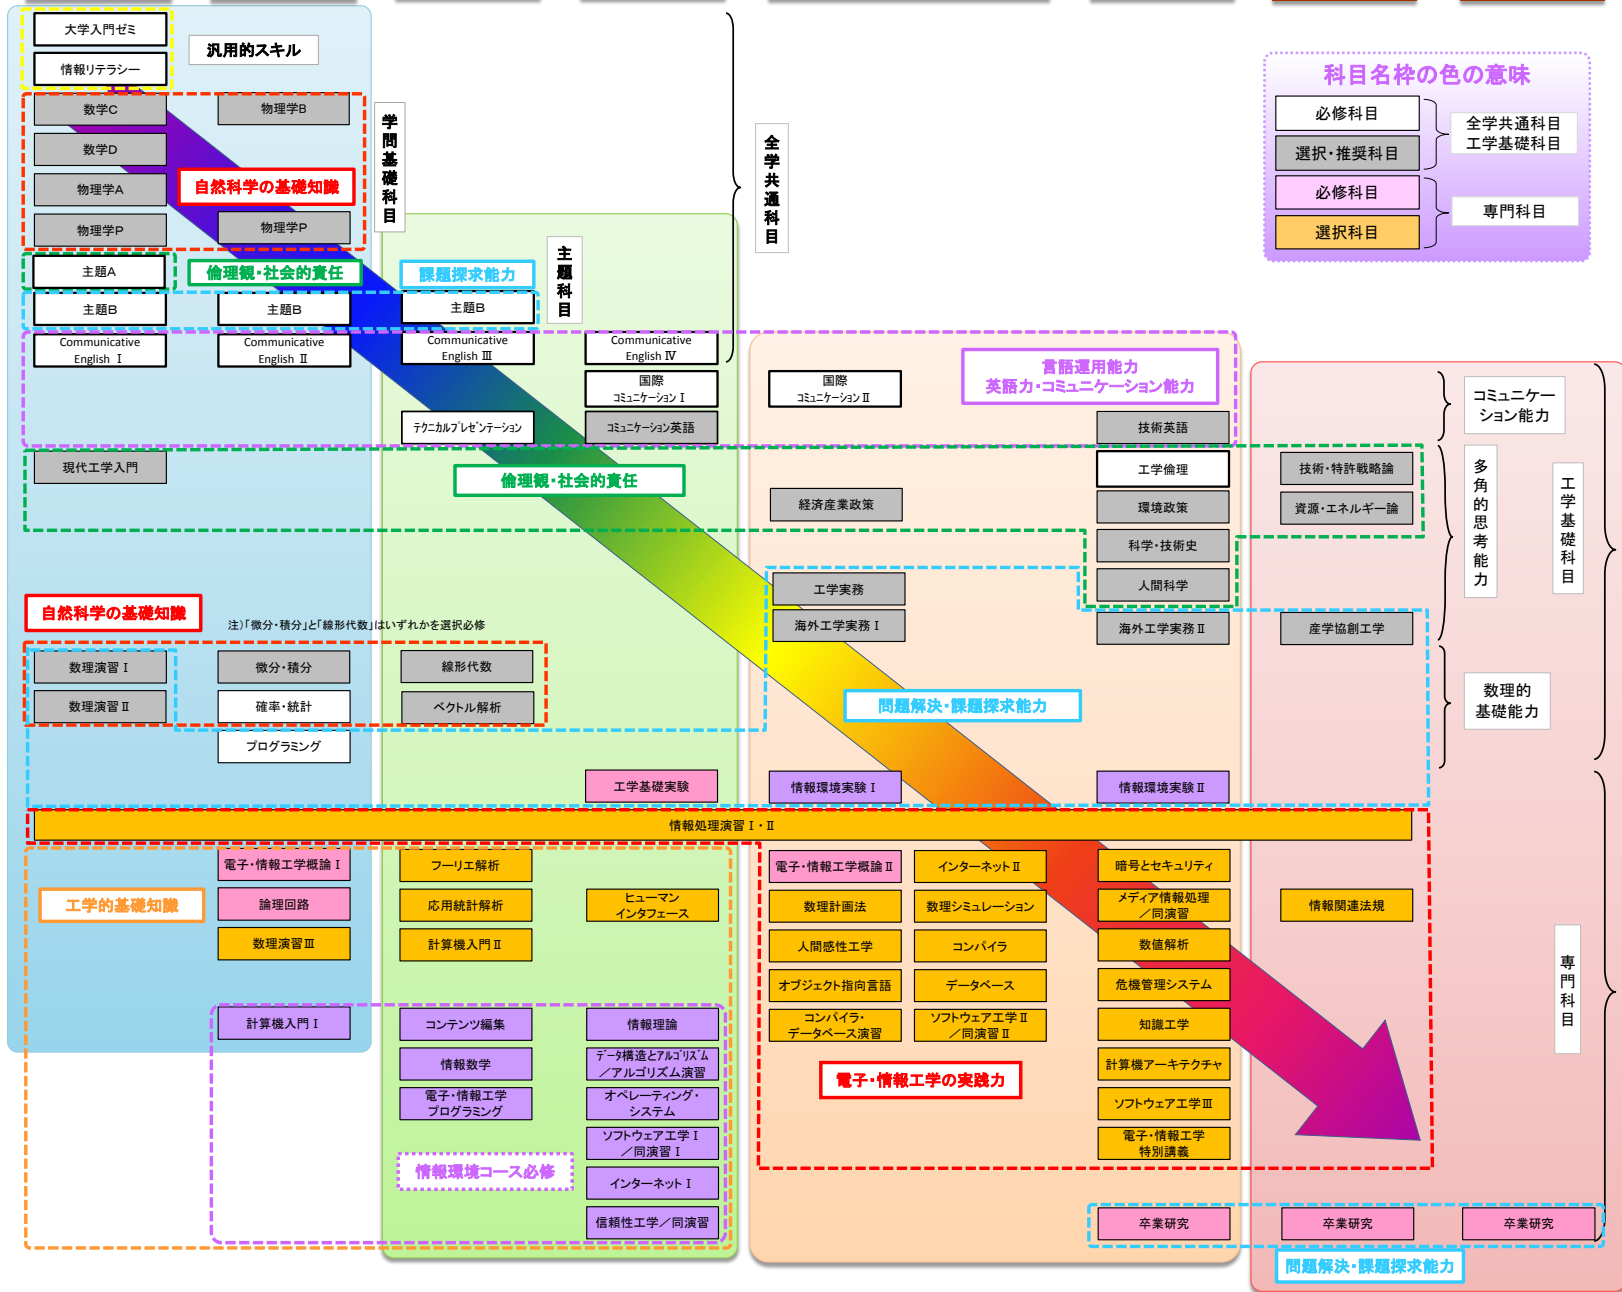 大学入門ゼミ
汎用的スキル
情報リテラシー
科目名枠の色の意味
必修科目
選択・推奨科目
全学共通科目
工学基礎科目
必修科目
選択科目
専門科目
数学C
物理学B
数学D
物理学A
自然科学の基礎知識
物理学P
物理学P
学問基礎科目
全学共通科目
主題A
倫理観・社会的責任
課題探求能力
主題科目
主題B
主題B
主題B
Communicative
English Ⅰ
Communicative
English Ⅱ
Communicative
English Ⅲ
Communicative
English Ⅳ
言語運用能力
英語力・コミュニケーション能力
国際
コミュニケーションⅠ
国際
コミュニケーションⅡ
コミュニケー
ション能力
テクニカルプレゼンテーション
コミュニケーション英語
技術英語
現代工学入門
倫理観・社会的責任
工学倫理
技術・特許戦略論
経済産業政策
環境政策
資源・エネルギー論
科学・技術史
多角的思考能力
工学基礎科目
工学実務
人間科学
自然科学の基礎知識
注)「微分・積分」と「線形代数」はいずれかを選択必修
海外工学実務Ⅰ
海外工学実務Ⅱ
産学協創工学
数理演習Ⅰ
微分・積分
線形代数
数理演習Ⅱ
確率・統計
ベクトル解析
問題解決・課題探求能力
数理的
基礎能力
プログラミング
工学基礎実験
情報環境実験Ⅰ
情報環境実験Ⅱ
情報処理演習Ⅰ・Ⅱ
電子・情報工学概論Ⅰ
フーリエ解析
電子・情報工学概論Ⅱ
インターネットⅡ
暗号とセキュリティ
工学的基礎知識
論理回路
応用統計解析
ヒューマン
インタフェース
数理計画法
数理シミュレーション
メディア情報処理
/同演習
情報関連法規
数理演習Ⅲ
計算機入門Ⅱ
人間感性工学
コンパイラ
数値解析
オブジェクト指向言語
データベース
危機管理システム
専門科目
計算機入門Ⅰ
コンテンツ編集
情報理論
コンパイラ・
データベース演習
ソフトウェア工学Ⅱ
/同演習Ⅱ
知識工学
情報数学
データ構造とアルゴリズム
/アルゴリズム演習
電子・情報工学の実践力
計算機アーキテクチャ
電子・情報工学
プログラミング
オペレーティング・
システム
ソフトウェア工学Ⅲ
ソフトウェア工学Ⅰ
/同演習Ⅰ
電子・情報工学
特別講義
情報環境コース必修
インターネットⅠ
信頼性工学/同演習
卒業研究
卒業研究
卒業研究
問題解決・課題探求能力